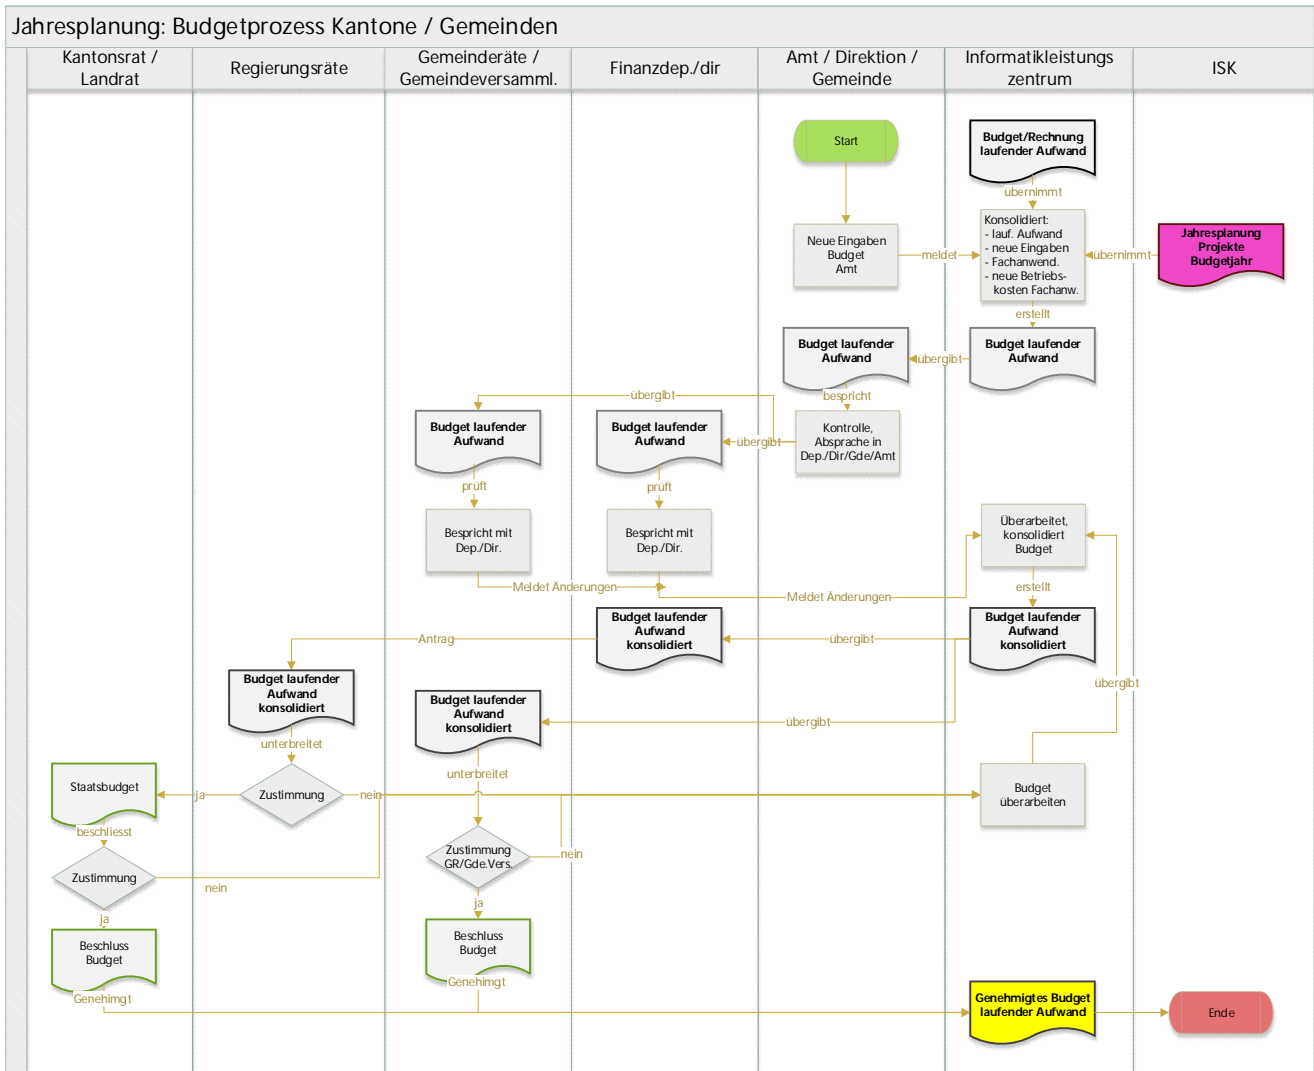 Jahresplanung: Budgetprozess Kantone / Gemeinden
Kantonsrat /
Landrat
Regierungsräte
Gemeinderäte /
Gemeindeversamml.
Finanzdep./dir
Amt / Direktion /
Gemeinde
Informatikleistungs
zentrum
ISK
Start
Budget/Rechnung
laufender Aufwand
übernimmt
Neue Eingaben
Budget
Amt
meldet
Konsolidiert:
- lauf. Aufwand
- neue Eingaben
- Fachanwend.
- neue Betriebs-
kosten Fachanw.
übernimmt
Jahresplanung
Projekte
Budgetjahr
erstellt
Budget laufender
Aufwand
übergibt
Budget laufender
Aufwand
bespricht
übergibt
Budget laufender
Aufwand
Budget laufender
Aufwand
übergibt
Kontrolle,
Absprache in
Dep./Dir/Gde/Amt
prüft
prüft
Bespricht mit
Dep./Dir.
Bespricht mit
Dep./Dir.
Überarbeitet,
konsolidiert
Budget
Meldet Änderungen
Meldet Änderungen
erstellt
Budget laufender
Aufwand
konsolidiert
Budget laufender
Aufwand
konsolidiert
Antrag
übergibt
Budget laufender
Aufwand
konsolidiert
übergibt
Budget laufender
Aufwand
konsolidiert
übergibt
unterbreitet
unterbreitet
Staatsbudget
ja
Zustimmung
nein
Budget
überarbeiten
beschliesst
Zustimmung
GR/Gde.Vers.
nein
Zustimmung
nein
ja
ja
Beschluss
Budget
Beschluss
Budget
Genehimgt
Genehimgt
Genehmigtes Budget
laufender Aufwand
Ende